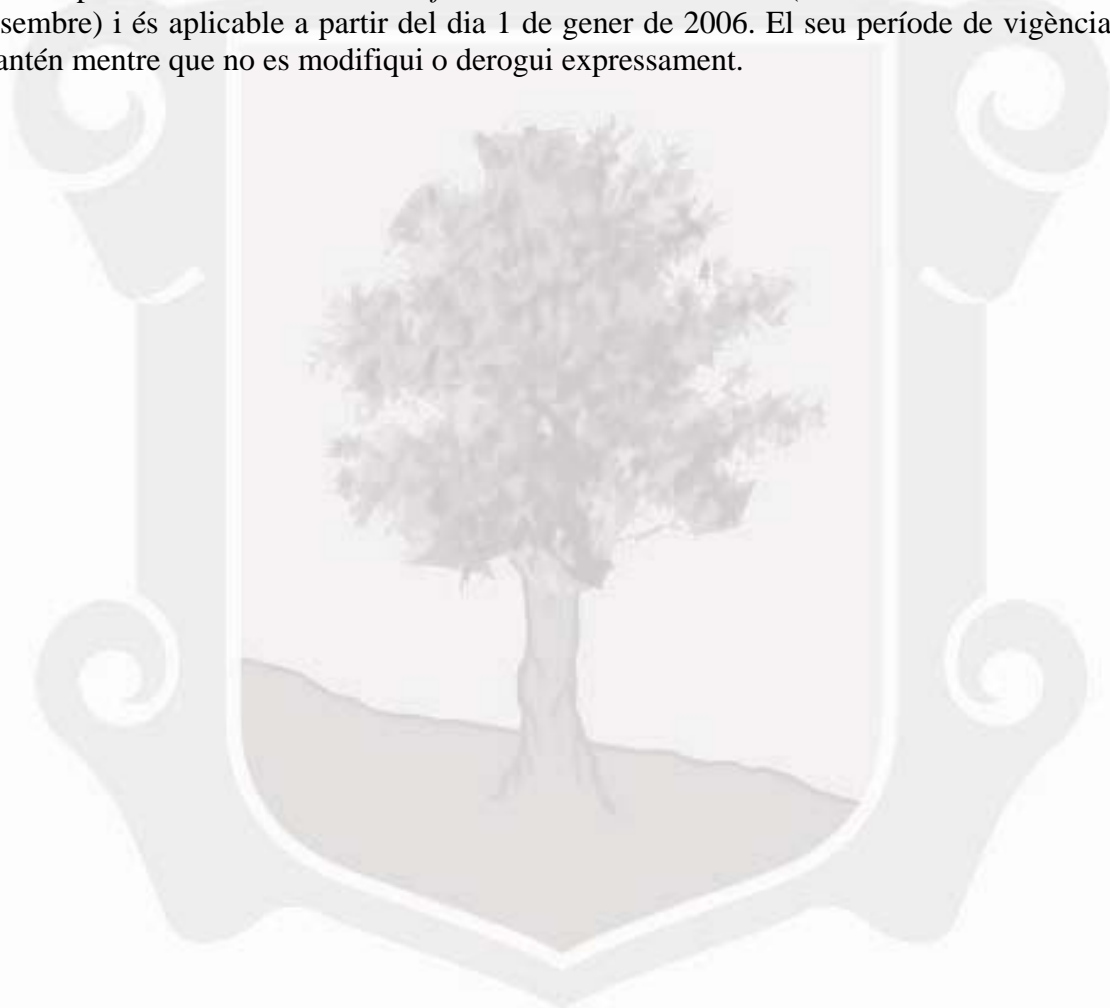 sembre) i és aplicable a partir del dia 1 de gener de 2006. El seu període de vigència
antén mentre que no es modifiqui o derogui expressament.